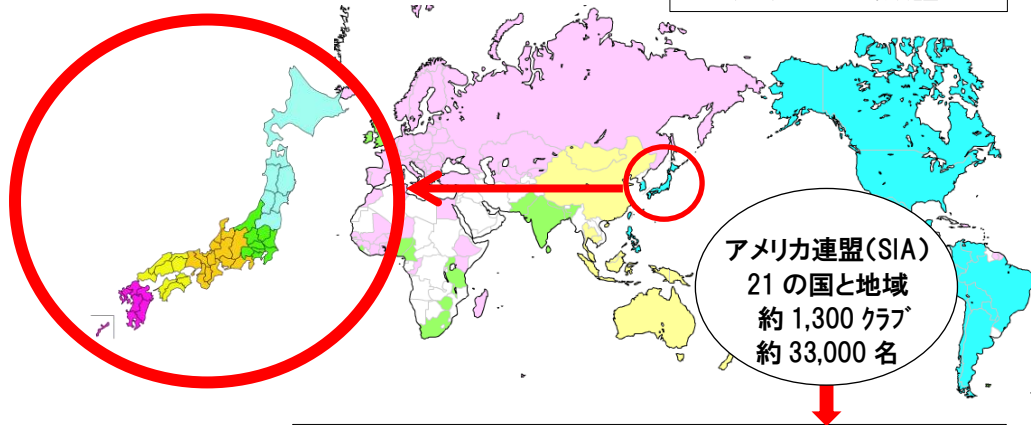 アメリカ連盟(SIA)
21 の国と地域
約 1,300 クラブ
約 33,000 名